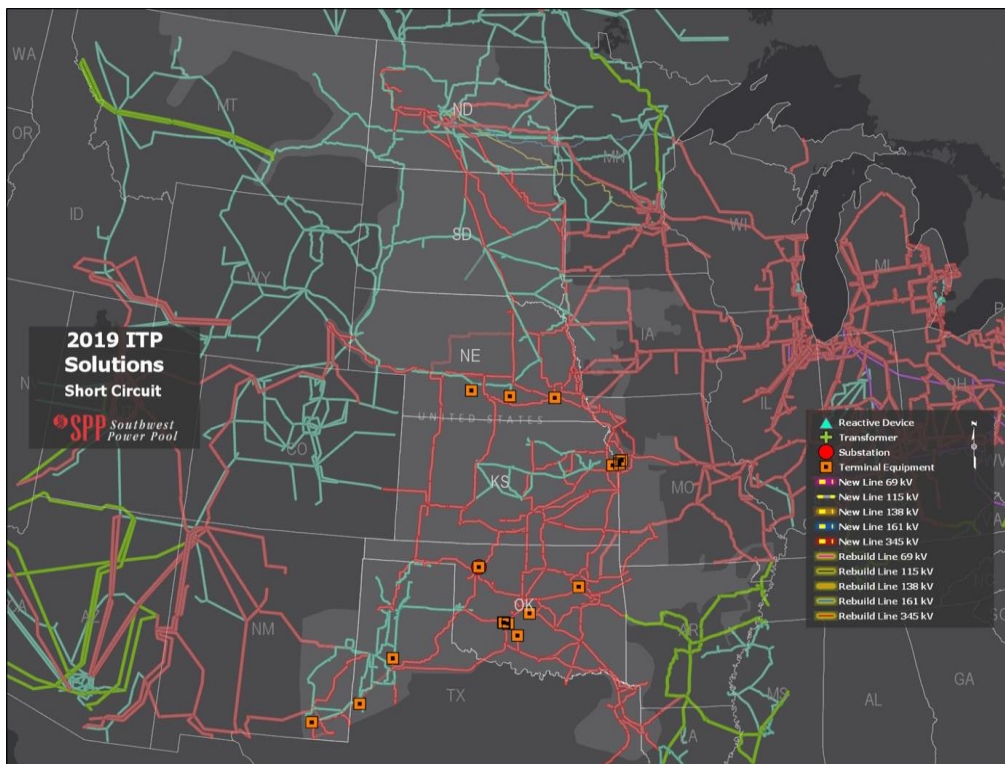 WA
MT
ND
OR
MN
ID
WI
SD
MI
WY
2019 ITP
Solutions
Short Circuit
SPP Southwest
Power Pool
IA
NE
N
OH
UNITED STATES
IL
CO
KS
MO
Reactive Device
Transformer
Substation
Terminal Equipment
New Line 69 kV
New Line 115 kV
New Line 138 kV
New Line 161 kV
New Line 345 kV
Rebuild Line 69 kV
Rebuild Line 115 kV
Rebuild Line 138 kV
Rebuild Line 161 kV
Rebuild Line 345 kV
N
CA
AZ
NM
OK
AR
TX
MS
AL
GA
LA